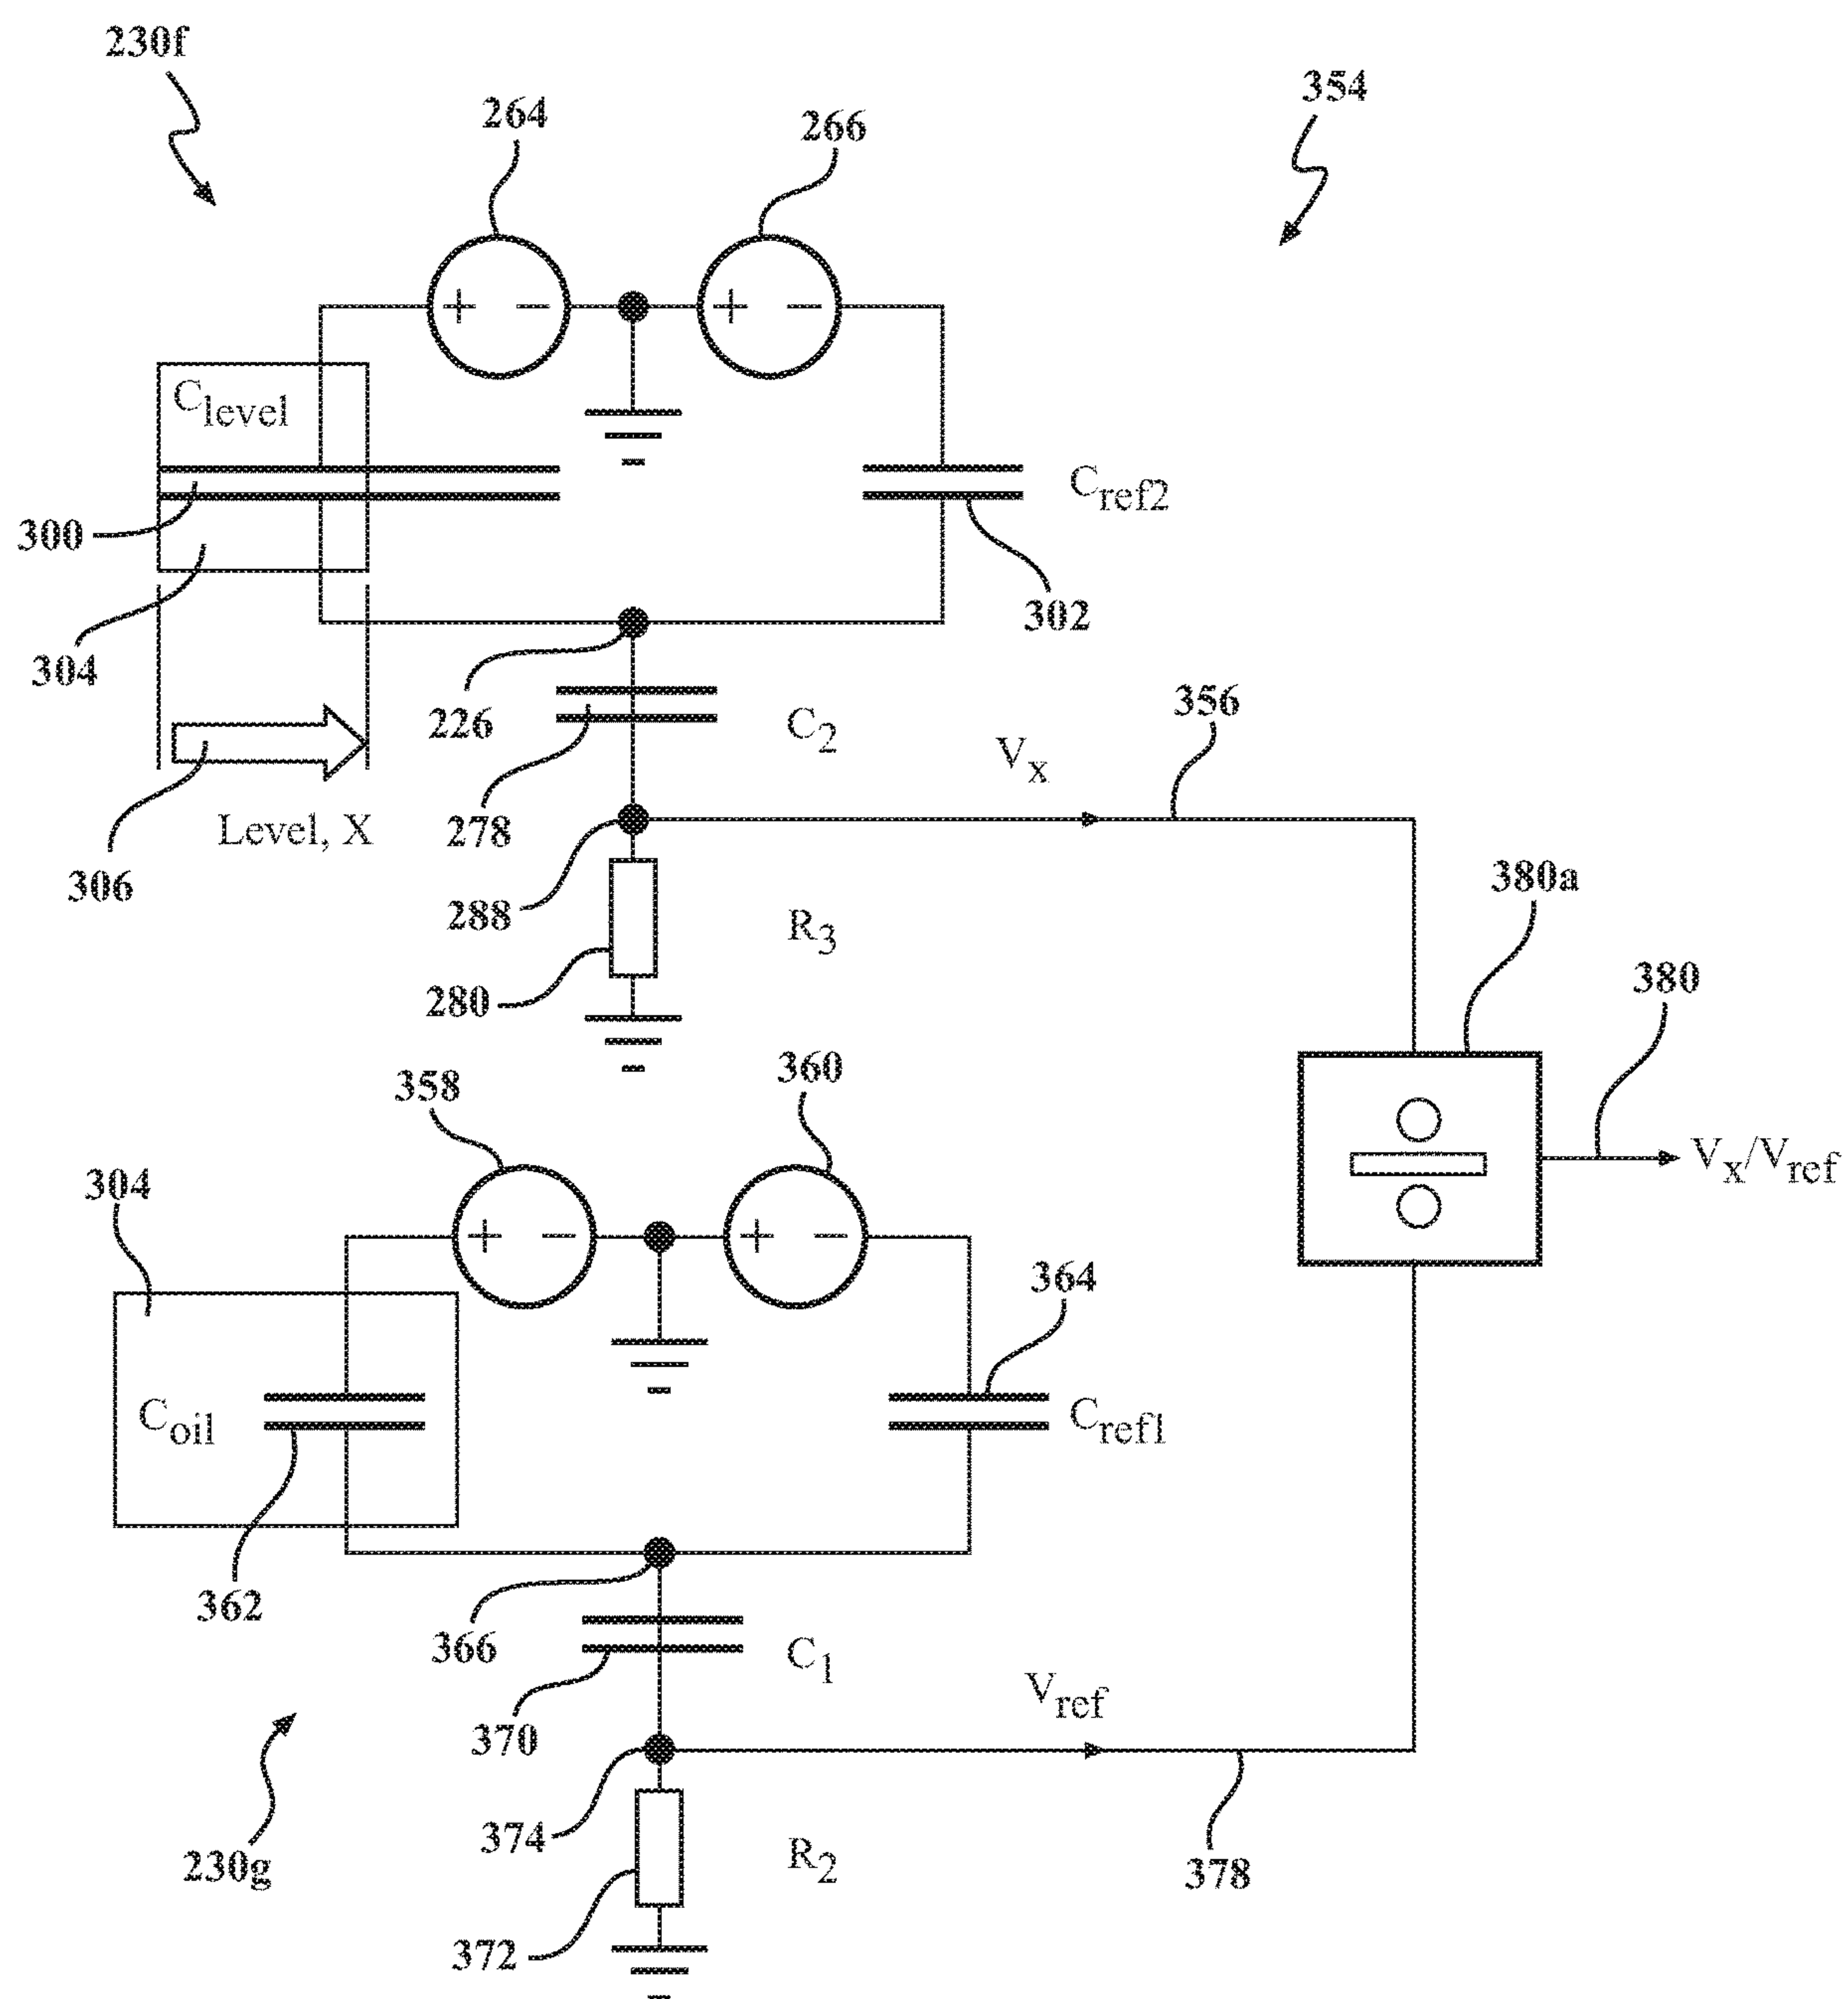 230f
354
264
266
+ −
+ −
C_level
C_ref2
300
302
304
226
C_2
356
V_x
278
Level, X
306
288
R_3
380a
280
380
358
360
V_x/V_ref
304
+ −
+ −
364
C_oil
C_ref1
362
366
C_1
V_ref
370
374
R_2
230g
378
372